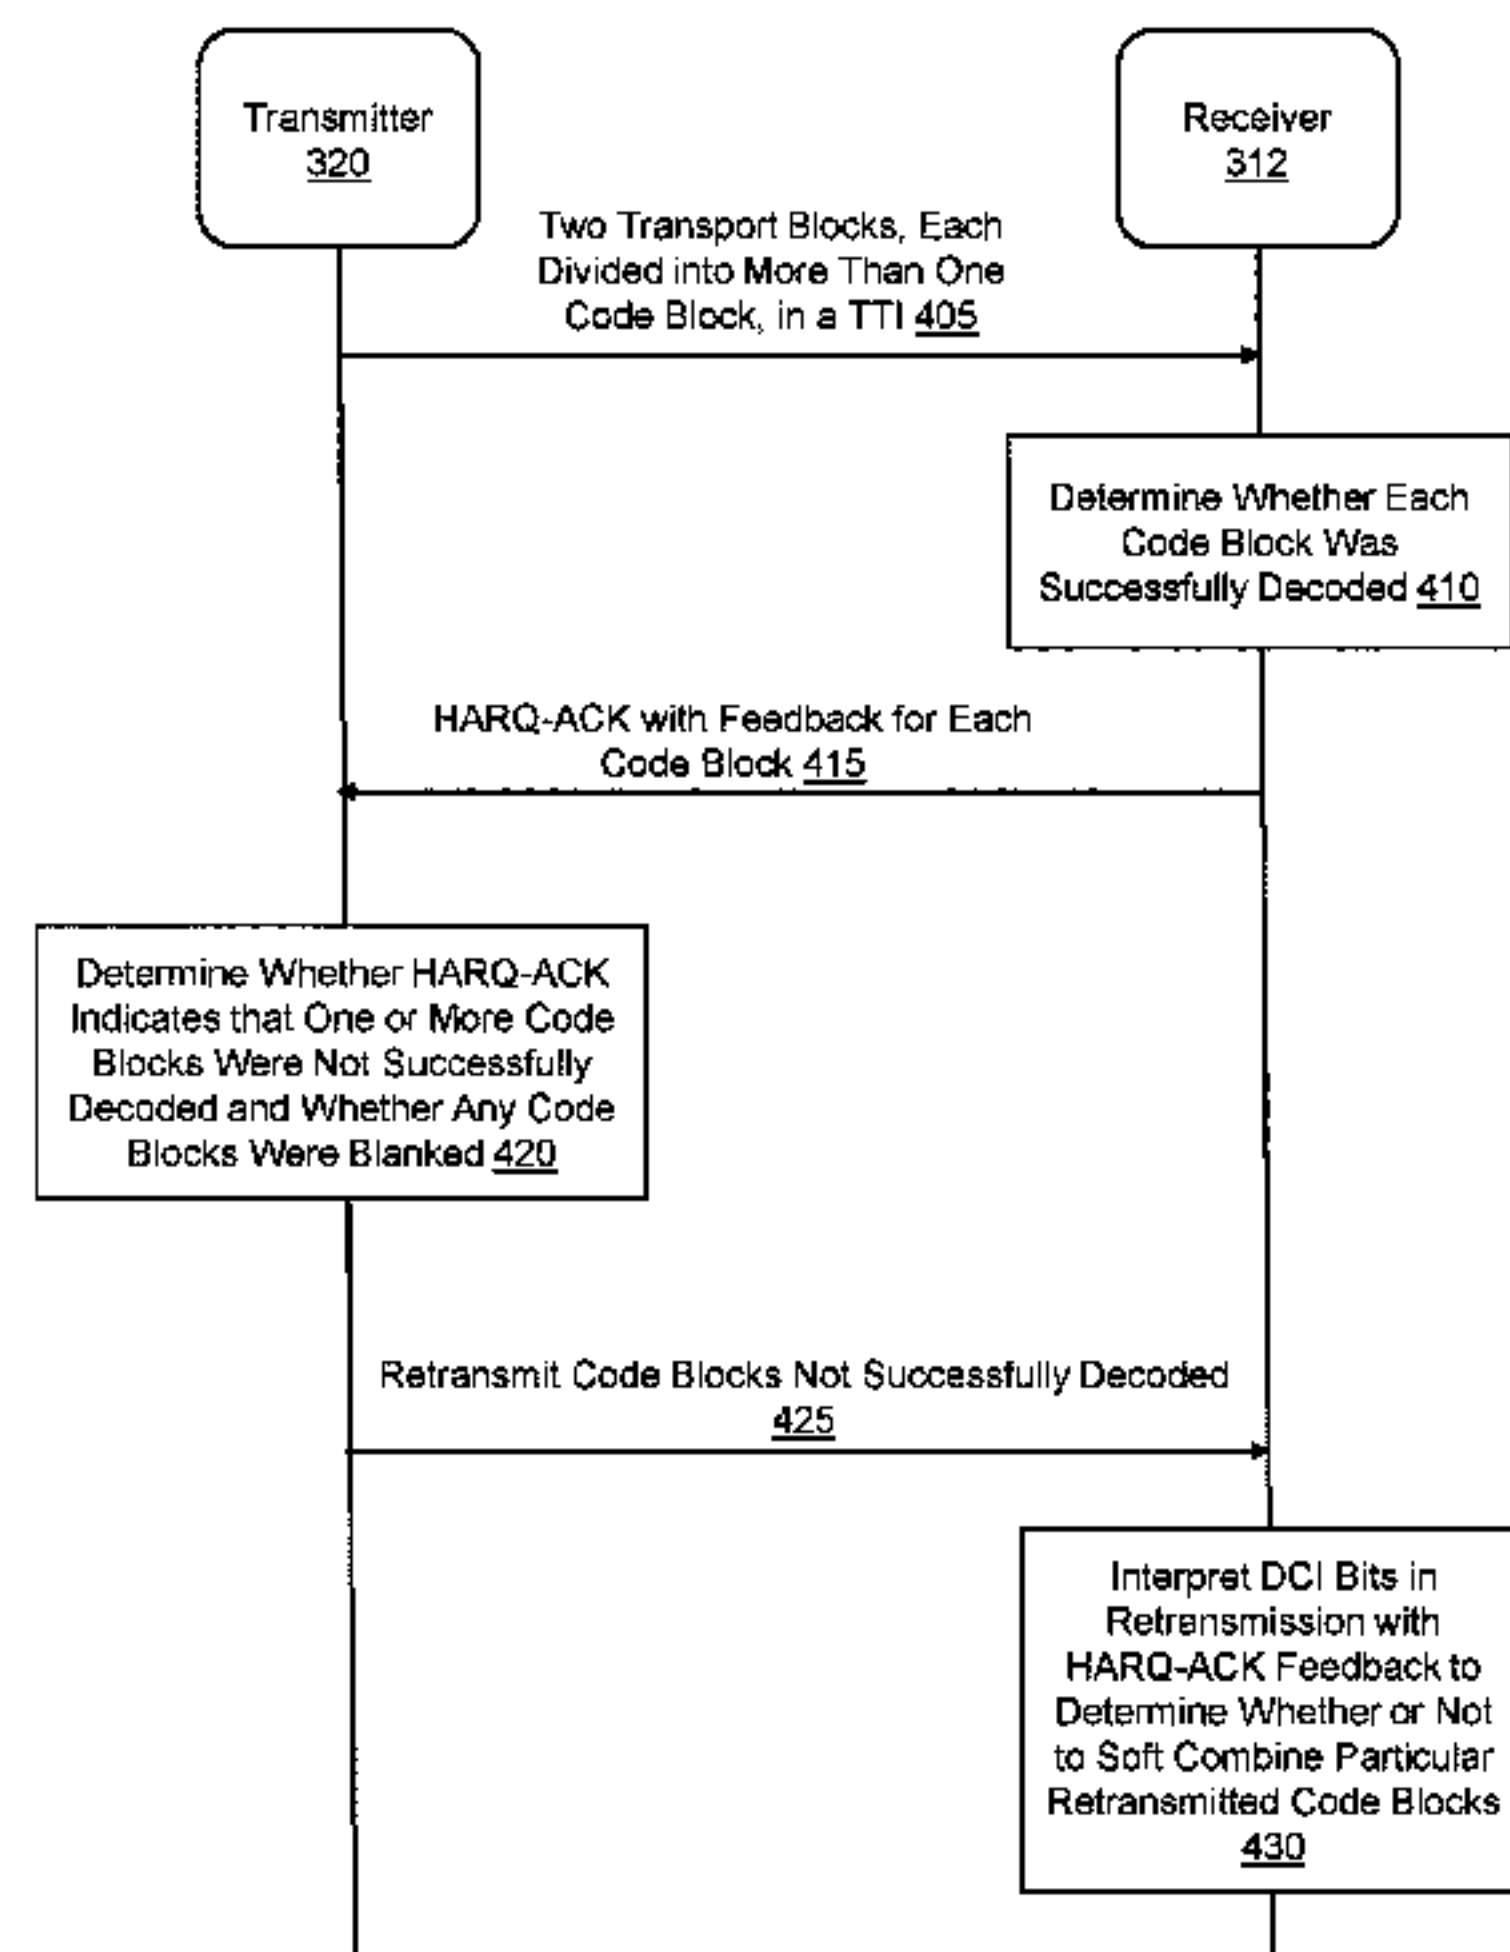 Transmitter
320
Receiver
312
Two Transport Blocks, Each
Divided into More Than One
Code Block, in a TTI 405
Determine Whether Each
Code Block Was
Successfully Decoded 410
HARQ-ACK with Feedback for Each
Code Block 415
Determine Whether HARQ-ACK
Indicates that One or More Code
Blocks Were Not Successfully
Decoded and Whether Any Code
Blocks Were Blanked 420
Retransmit Code Blocks Not Successfully Decoded
425
Interpret DCI Bits in
Retransmission with
HARQ-ACK Feedback to
Determine Whether or Not
to Soft Combine Particular
Retransmitted Code Blocks
430